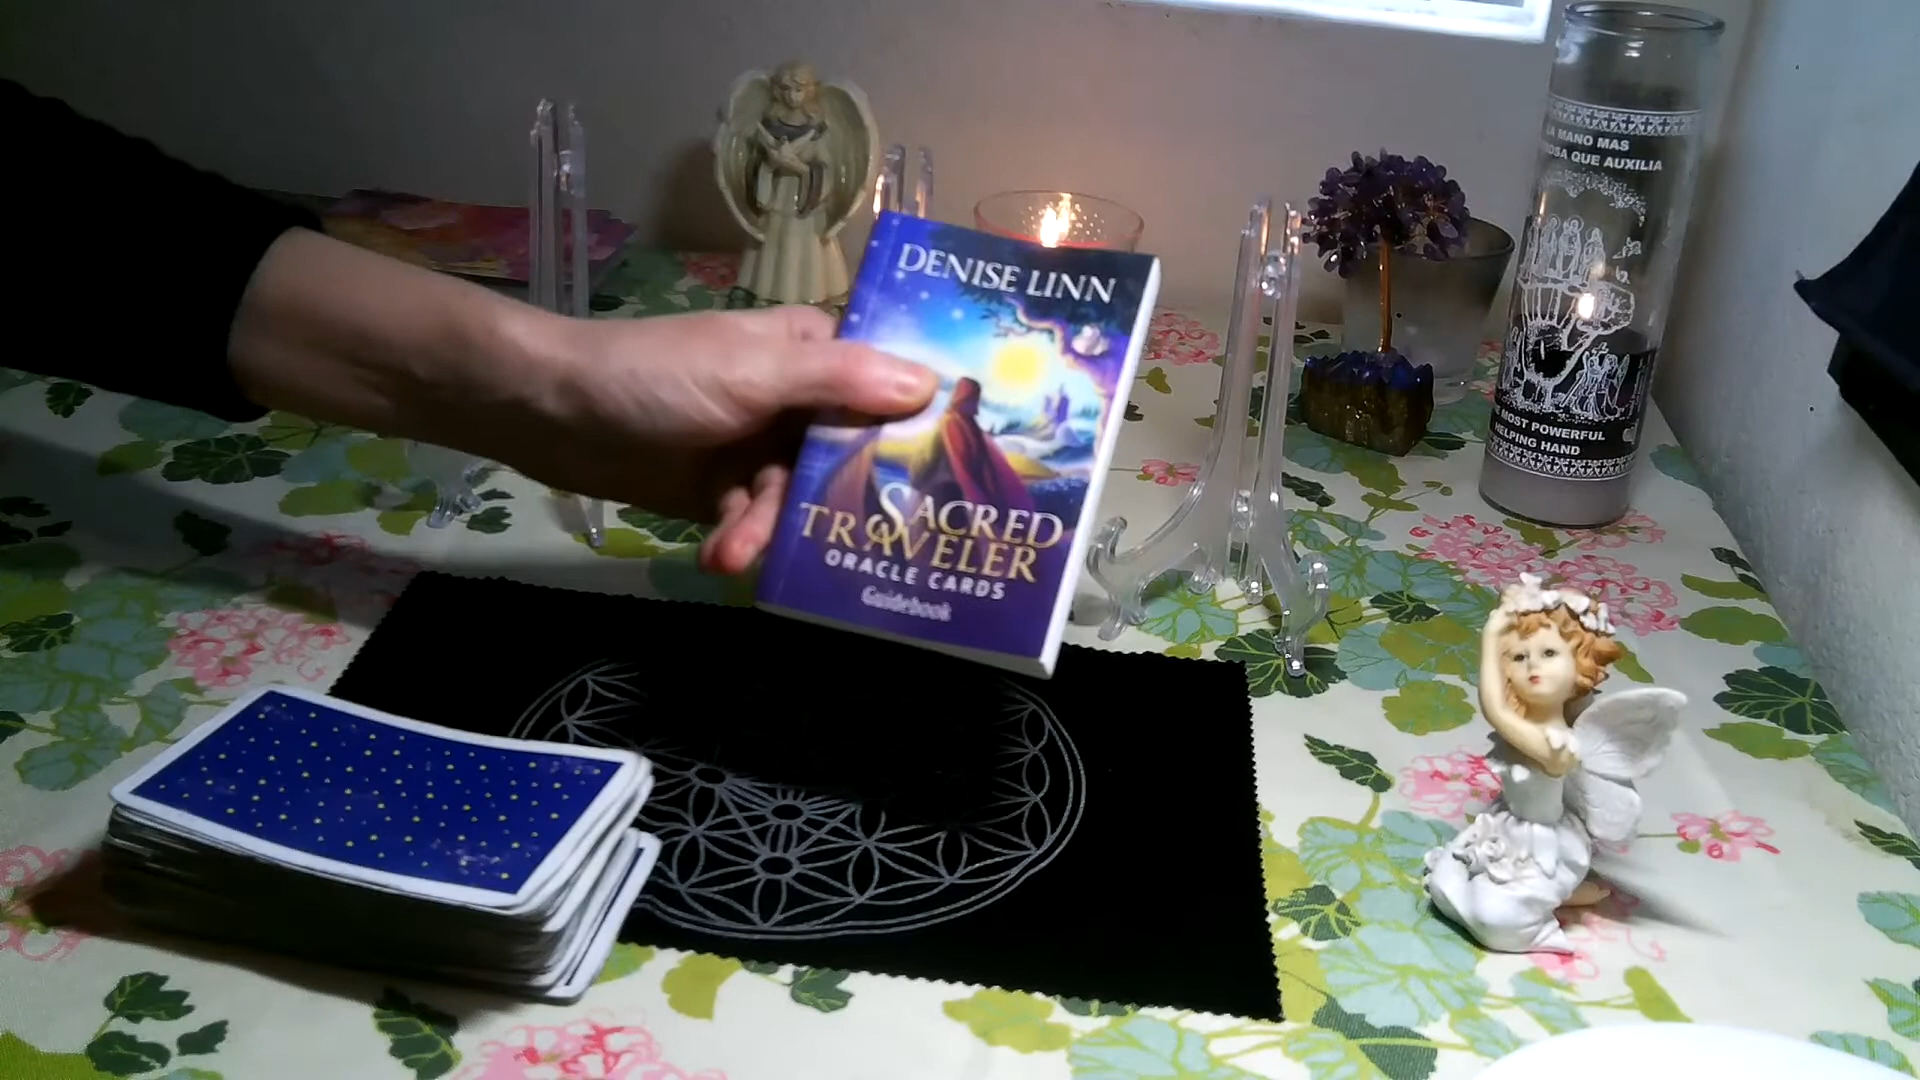 DENISE LINN
SACRED
TRAVELER
ORACLE CARDS
Guidebook
LA MANO MAS
QUE AUXILIA
MOST POWERFUL
HELPING HAND